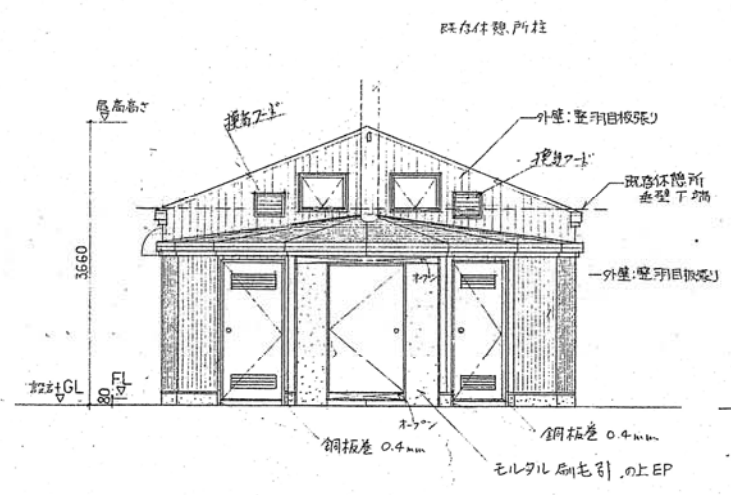 既存休憩所柱
最高高さ
換気フード
外壁:竪羽目板張り
換気フード
既存休憩所
垂壁下端
3660
外壁:竪羽目板張り
オープン
設計GL
FL
80
オープン
銅板巻 0.4mm
銅板巻 0.4mm
モルタル刷毛引の上EP